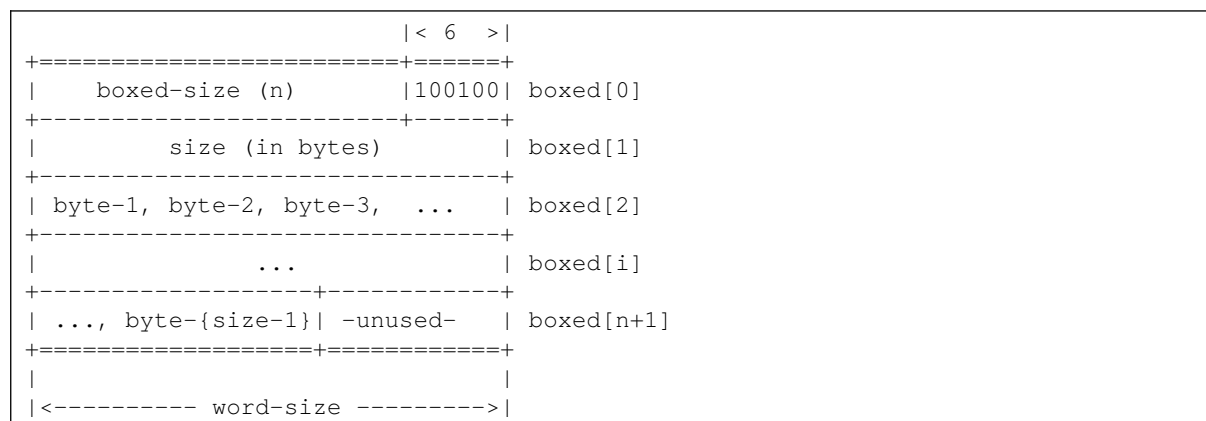 |< 6  >|
+=========================+======+
|    boxed-size (n)       |100100| boxed[0]
+-------------------------+------+
|         size (in bytes)        | boxed[1]
+--------------------------------+
| byte-1, byte-2, byte-3,  ...   | boxed[2]
+--------------------------------+
|               ...              | boxed[i]
+-------------------+------------+
| ..., byte-{size-1}| -unused-   | boxed[n+1]
+===================+============+
|                                |
|<---------- word-size --------->|